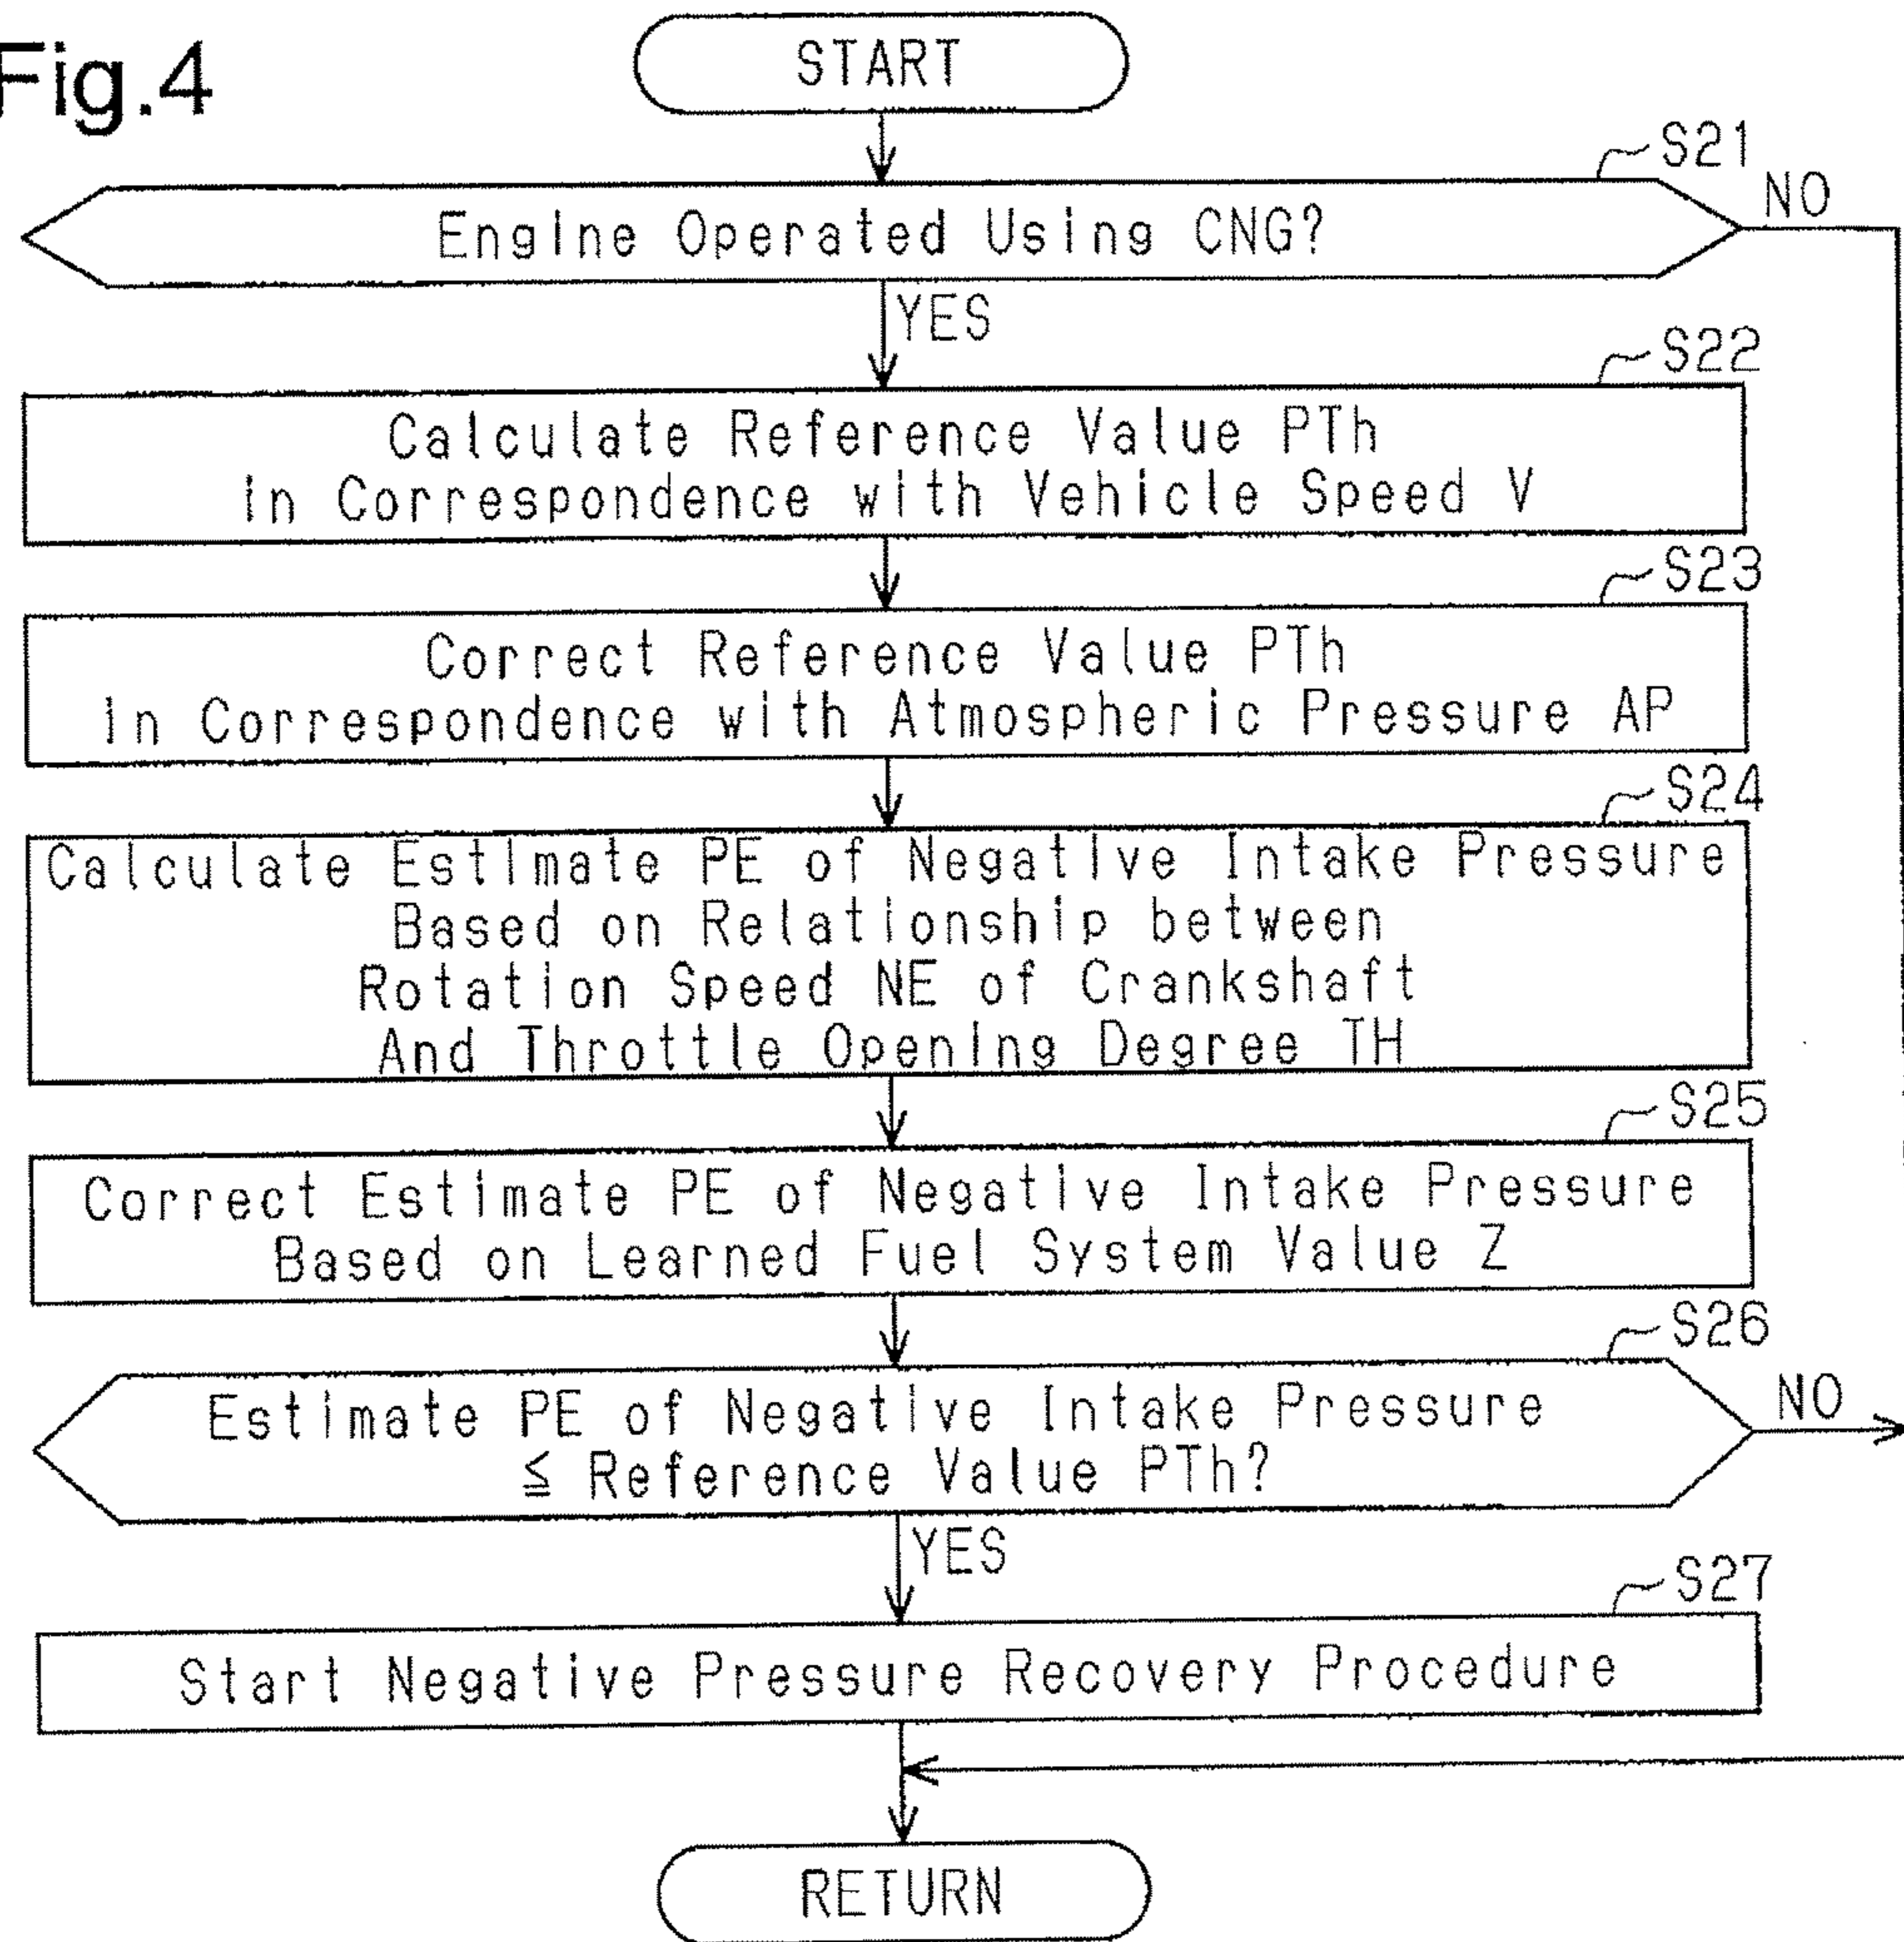 Fig.4
START
S21
Engine Operated Using CNG?
NO
YES
S22
Calculate Reference Value PTh
in Correspondence with Vehicle Speed V
S23
Correct Reference Value PTh
in Correspondence with Atmospheric Pressure AP
S24
Calculate Estimate PE of Negative Intake Pressure
Based on Relationship between
Rotation Speed NE of Crankshaft
And Throttle Opening Degree TH
S25
Correct Estimate PE of Negative Intake Pressure
Based on Learned Fuel System Value Z
S26
Estimate PE of Negative Intake Pressure
≦ Reference Value PTh?
NO
YES
S27
Start Negative Pressure Recovery Procedure
RETURN